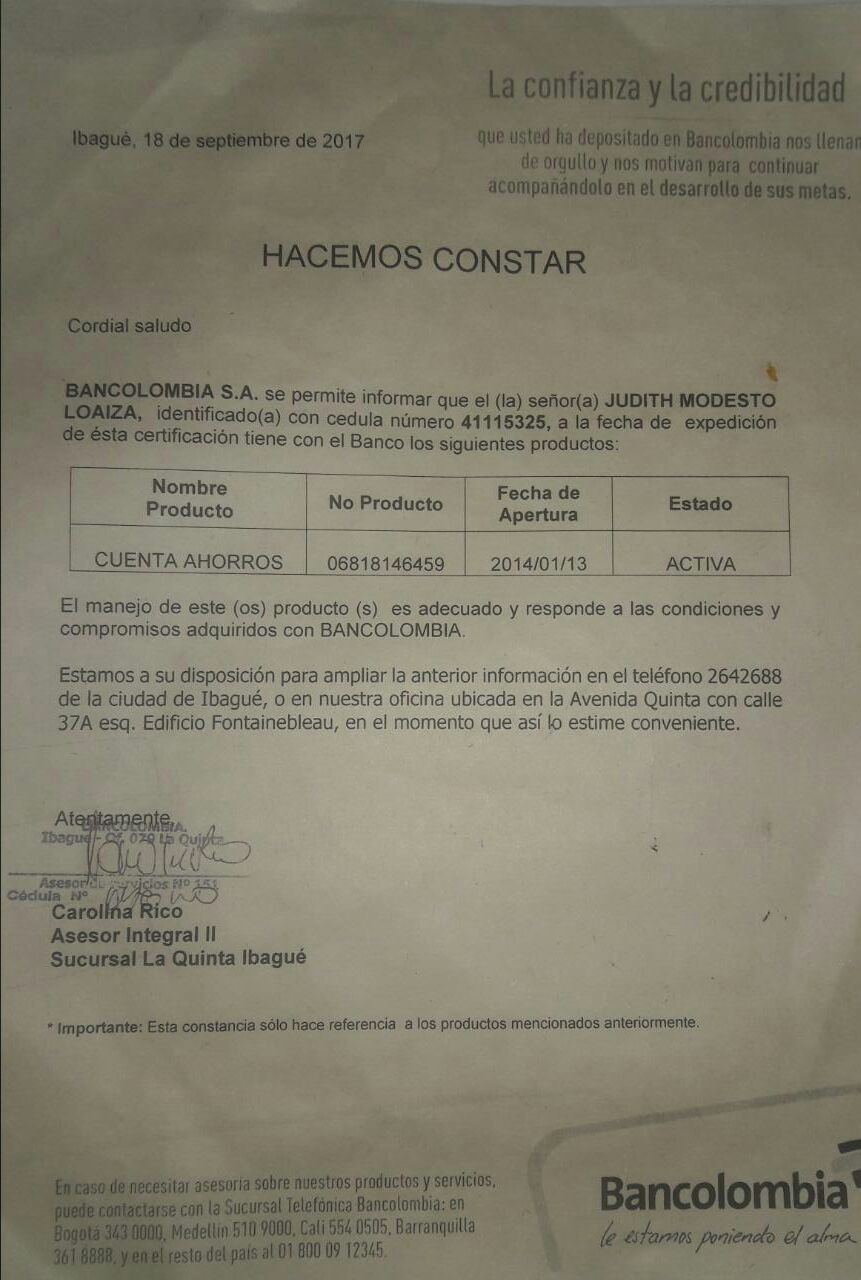 La confianza y la credibilidad
que usted ha depositado en Bancolombia nos llenan
de orgullo y nos motivan para continuar
acompañándolo en el desarrollo de sus metas.
Ibagué, 18 de septiembre de 2017
HACEMOS CONSTAR
Cordial saludo
BANCOLOMBIA S.A. se permite informar que el (la) señor(a) JUDITH MODESTO
LOAIZA, identificado(a) con cedula número 41115325, a la fecha de expedición
de ésta certificación tiene con el Banco los siguientes productos:
Nombre Producto No Producto Fecha de Apertura Estado
CUENTA AHORROS 06818146459 2014/01/13 ACTIVA
El manejo de este (os) producto (s) es adecuado y responde a las condiciones y
compromisos adquiridos con BANCOLOMBIA.
Estamos a su disposición para ampliar la anterior información en el teléfono 2642688
de la ciudad de Ibagué, o en nuestra oficina ubicada en la Avenida Quinta con calle
37A esq. Edificio Fontainebleau, en el momento que así lo estime conveniente.
Atentamente,
BANCOLOMBIA.
Ibagué - Of. 079 La Quinta
Asesor de servicios Nº 151
Cédula Nº
Carolina Rico
Asesor Integral II
Sucursal La Quinta Ibagué
* Importante: Esta constancia sólo hace referencia a los productos mencionados anteriormente.
En caso de necesitar asesoría sobre nuestros productos y servicios,
puede contactarse con la Sucursal Telefónica Bancolombia: en
Bogotá 343 0000, Medellín 510 9000, Cali 554 0505, Barranquilla
361 8888, y en el resto del país al 01 800 09 12345.
Bancolombia
le estamos poniendo el alma